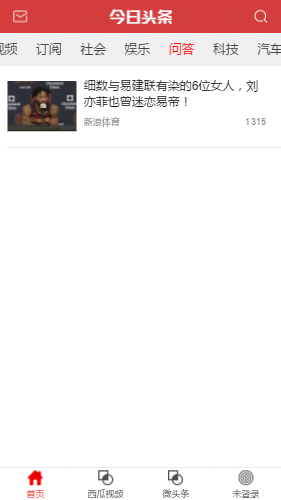 今日头条
视频 订阅 社会 娱乐 问答 科技 汽车
细数与易建联有染的6位女人，刘
亦菲也曾迷恋易帝！
新浪体育 1315
首页 西瓜视频 微头条 未登录